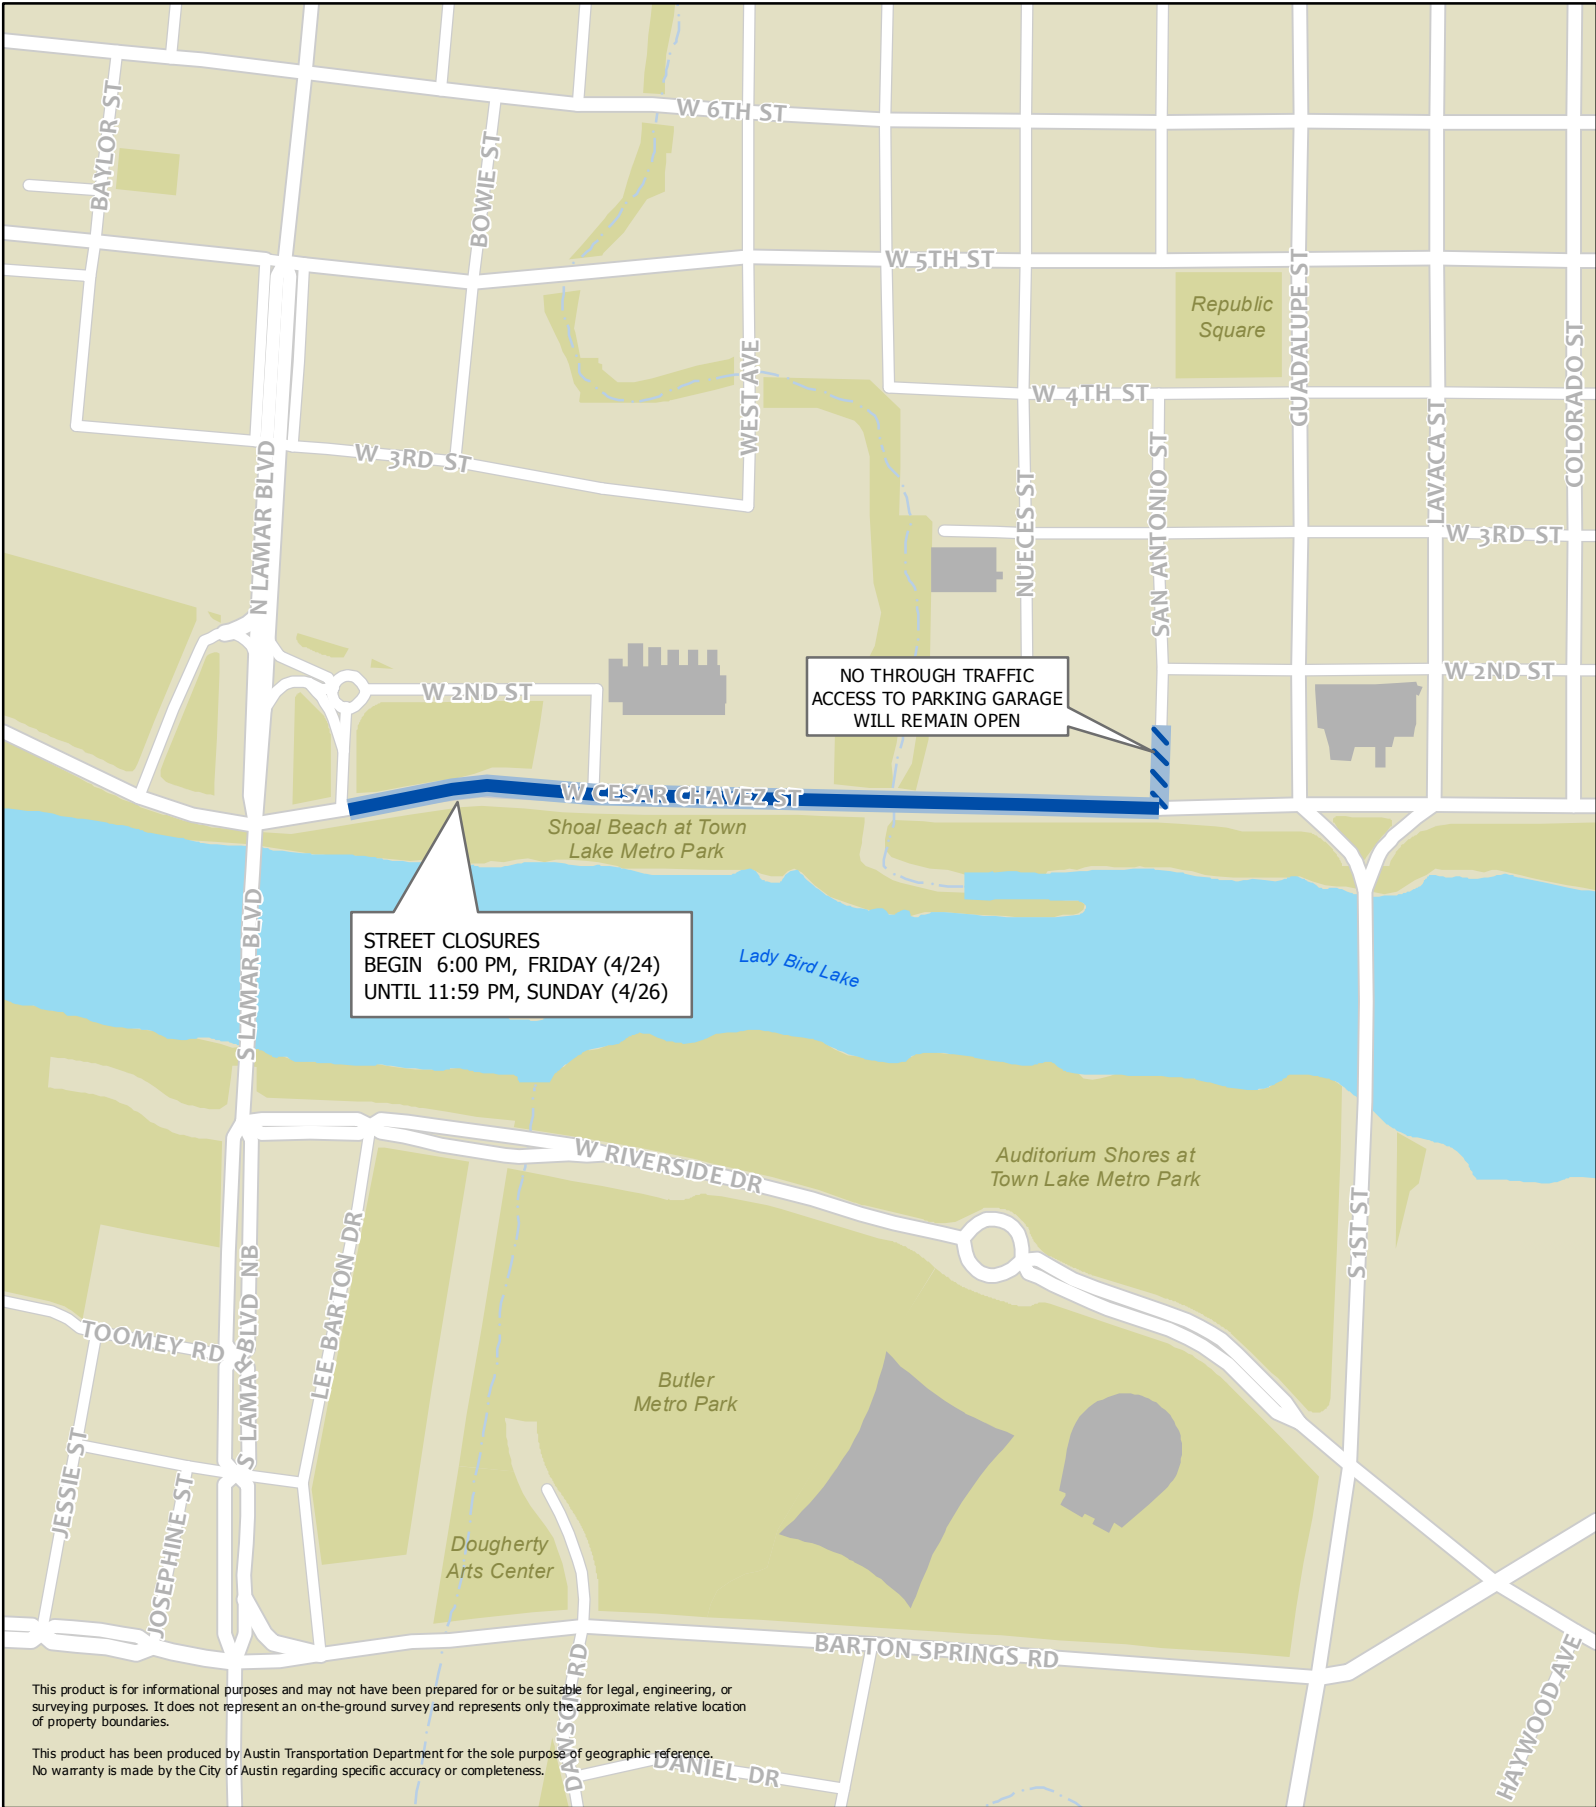 W 6TH ST
BAYLOR ST
BOWIE ST
W 5TH ST
GUADALUPE ST
Republic
Square
COLORADO ST
WEST AVE
W 4TH ST
LAVACA ST
W 3RD ST
N LAMAR BLVD
NUECES ST
SAN ANTONIO ST
W 3RD ST
W 2ND ST
NO THROUGH TRAFFIC
ACCESS TO PARKING GARAGE
WILL REMAIN OPEN
W 2ND ST
W CESAR CHAVEZ ST
Shoal Beach at Town
Lake Metro Park
S LAMAR BLVD
STREET CLOSURES
BEGIN 6:00 PM, FRIDAY (4/24)
UNTIL 11:59 PM, SUNDAY (4/26)
Lady Bird Lake
W RIVERSIDE DR
Auditorium Shores at
Town Lake Metro Park
S 1ST ST
S LAMAR BLVD NB
LEE BARTON DR
TOOMEY RD
Butler
Metro Park
JESSIE ST
JOSEPHINE ST
Dougherty
Arts Center
BARTON SPRINGS RD
HAYWOOD AVE
DAWSON RD
DANIEL DR
This product is for informational purposes and may not have been prepared for or be suitable for legal, engineering, or
surveying purposes. It does not represent an on-the-ground survey and represents only the approximate relative location
of property boundaries.
This product has been produced by Austin Transportation Department for the sole purpose of geographic reference.
No warranty is made by the City of Austin regarding specific accuracy or completeness.